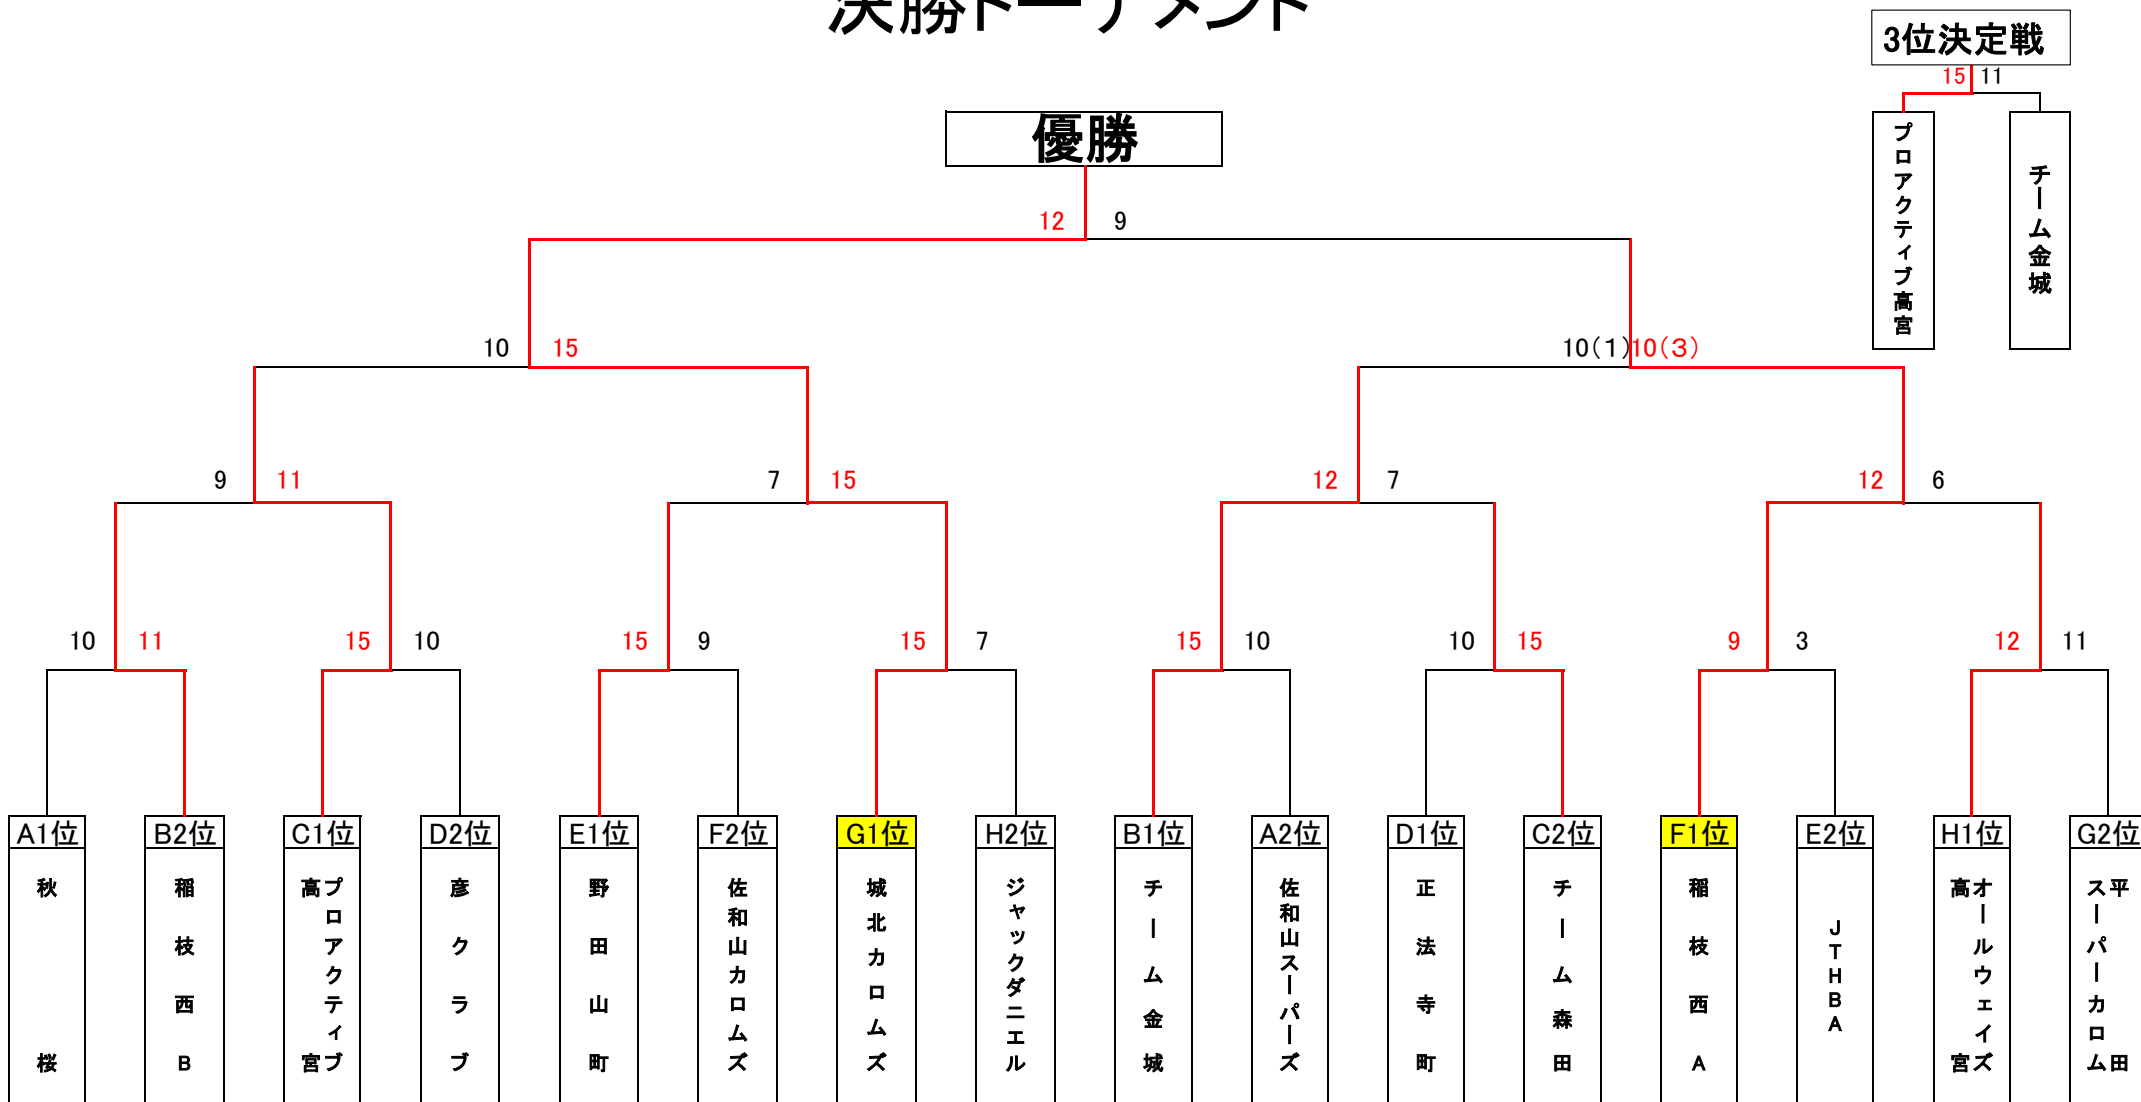 決勝トーナメント
3位決定戦
15 11
プロアクティブ高宮
チーム金城
優勝
12 9
10 15
10(1) 10(3)
9 11
7 15
12 7
12 6
10 11
15 10
15 9
15 7
15 10
10 15
9 3
12 11
A1位
B2位
C1位
D2位
E1位
F2位
G1位
H2位
B1位
A2位
D1位
C2位
F1位
E2位
H1位
G2位
秋桜
稲枝西B
プロアクティブ
高宮
彦クラブ
野田山町
佐和山カロムズ
城北カロムズ
ジャックダニエル
チーム金城
佐和山スーパーズ
正法寺町
チーム森田
稲枝西A
JTHBA
オールウェイズ
高宮
平田
スーパーカロム